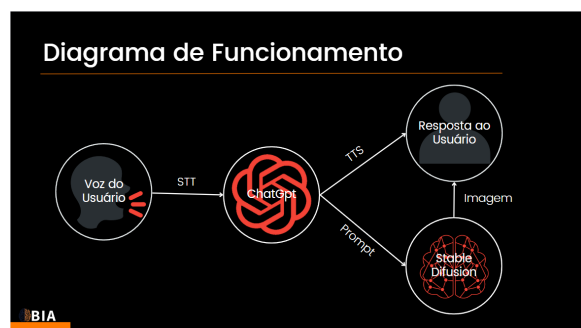 Diagrama de Funcionamento
Voz do
Usuário
STT
ChatGpt
TTS
Resposta ao
Usuário
Prompt
Imagem
Stable
Difusion
BIA